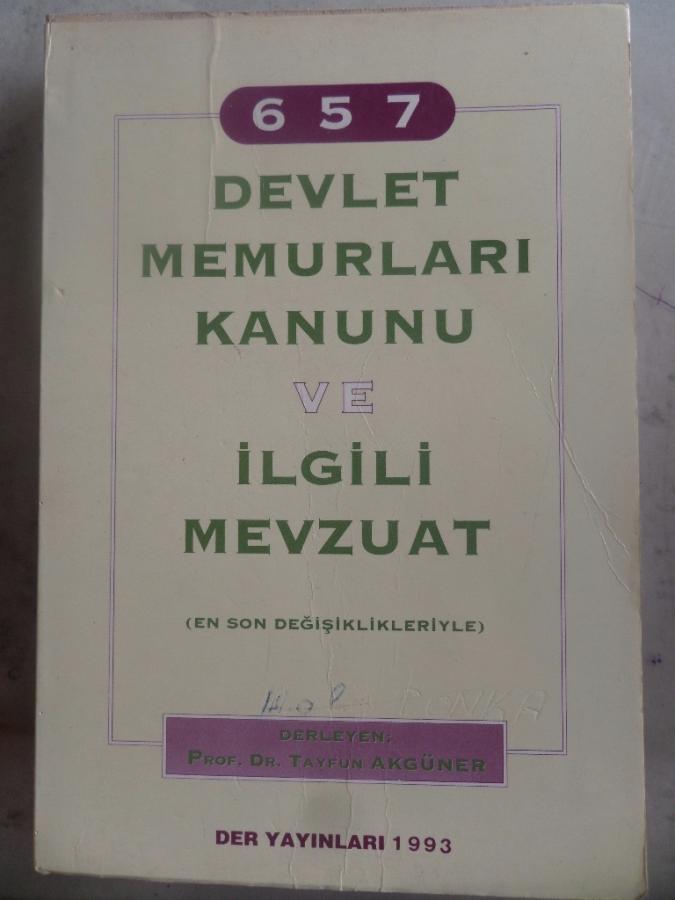 657
DEVLET
MEMURLARI
KANUNU
VE
İLGİLİ
MEVZUAT
(EN SON DEĞİŞİKLİKLERİYLE)
DERLEYEN:
PROF. DR. TAYFUN AKGÜNER
DER YAYINLARI 1993